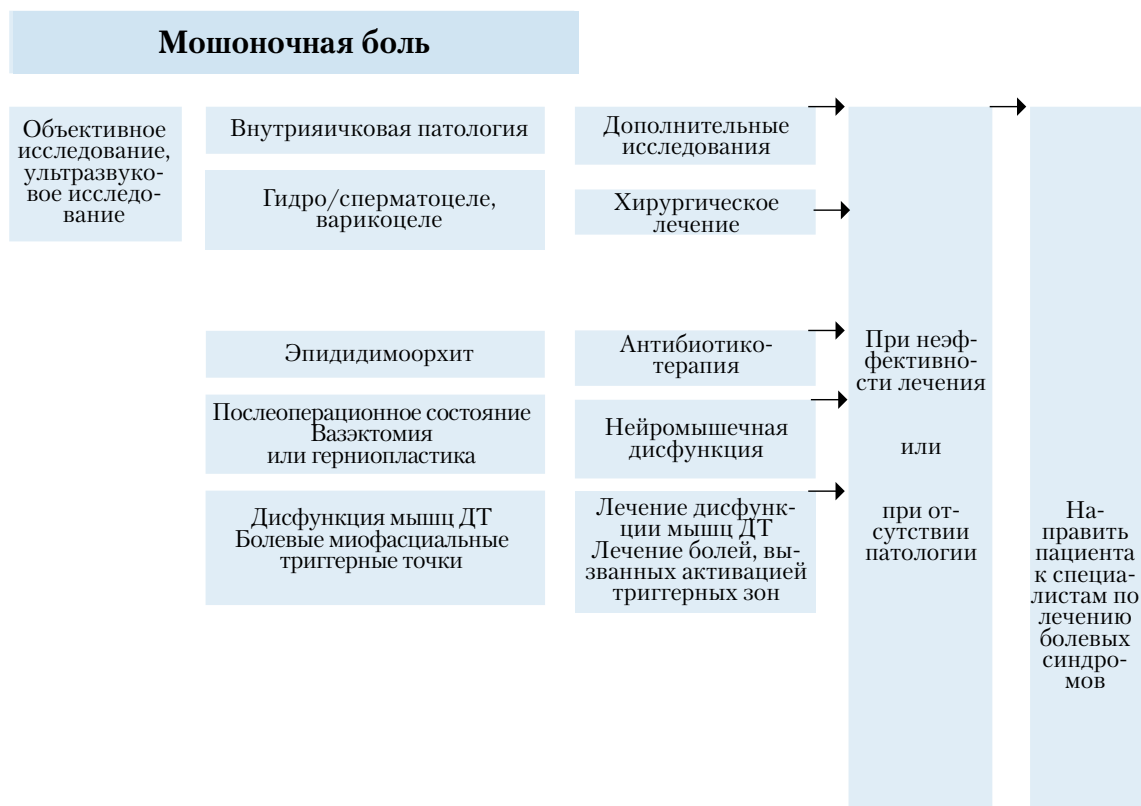 Мошоночная боль
Объективное
исследование,
ультразвуко-
вое исследо-
вание
Внутрияичковая патология
Дополнительные
исследования
Гидро/сперматоцеле,
варикоцеле
Хирургическое
лечение
Эпидидимоорхит
Антибиотико-
терапия
Послеоперационное состояние
Вазэктомия
или герниопластика
Нейромышечная
дисфункция
Дисфункция мышц ДТ
Болевые миофасциальные
триггерные точки
Лечение дисфунк-
ции мышц ДТ
Лечение болей, вы-
званных активацией
триггерных зон
При неэф-
фективно-
сти лечения
или
при от-
сутствии
патологии
На-
править
пациента
к специа-
листам по
лечению
болевых
синдро-
мов